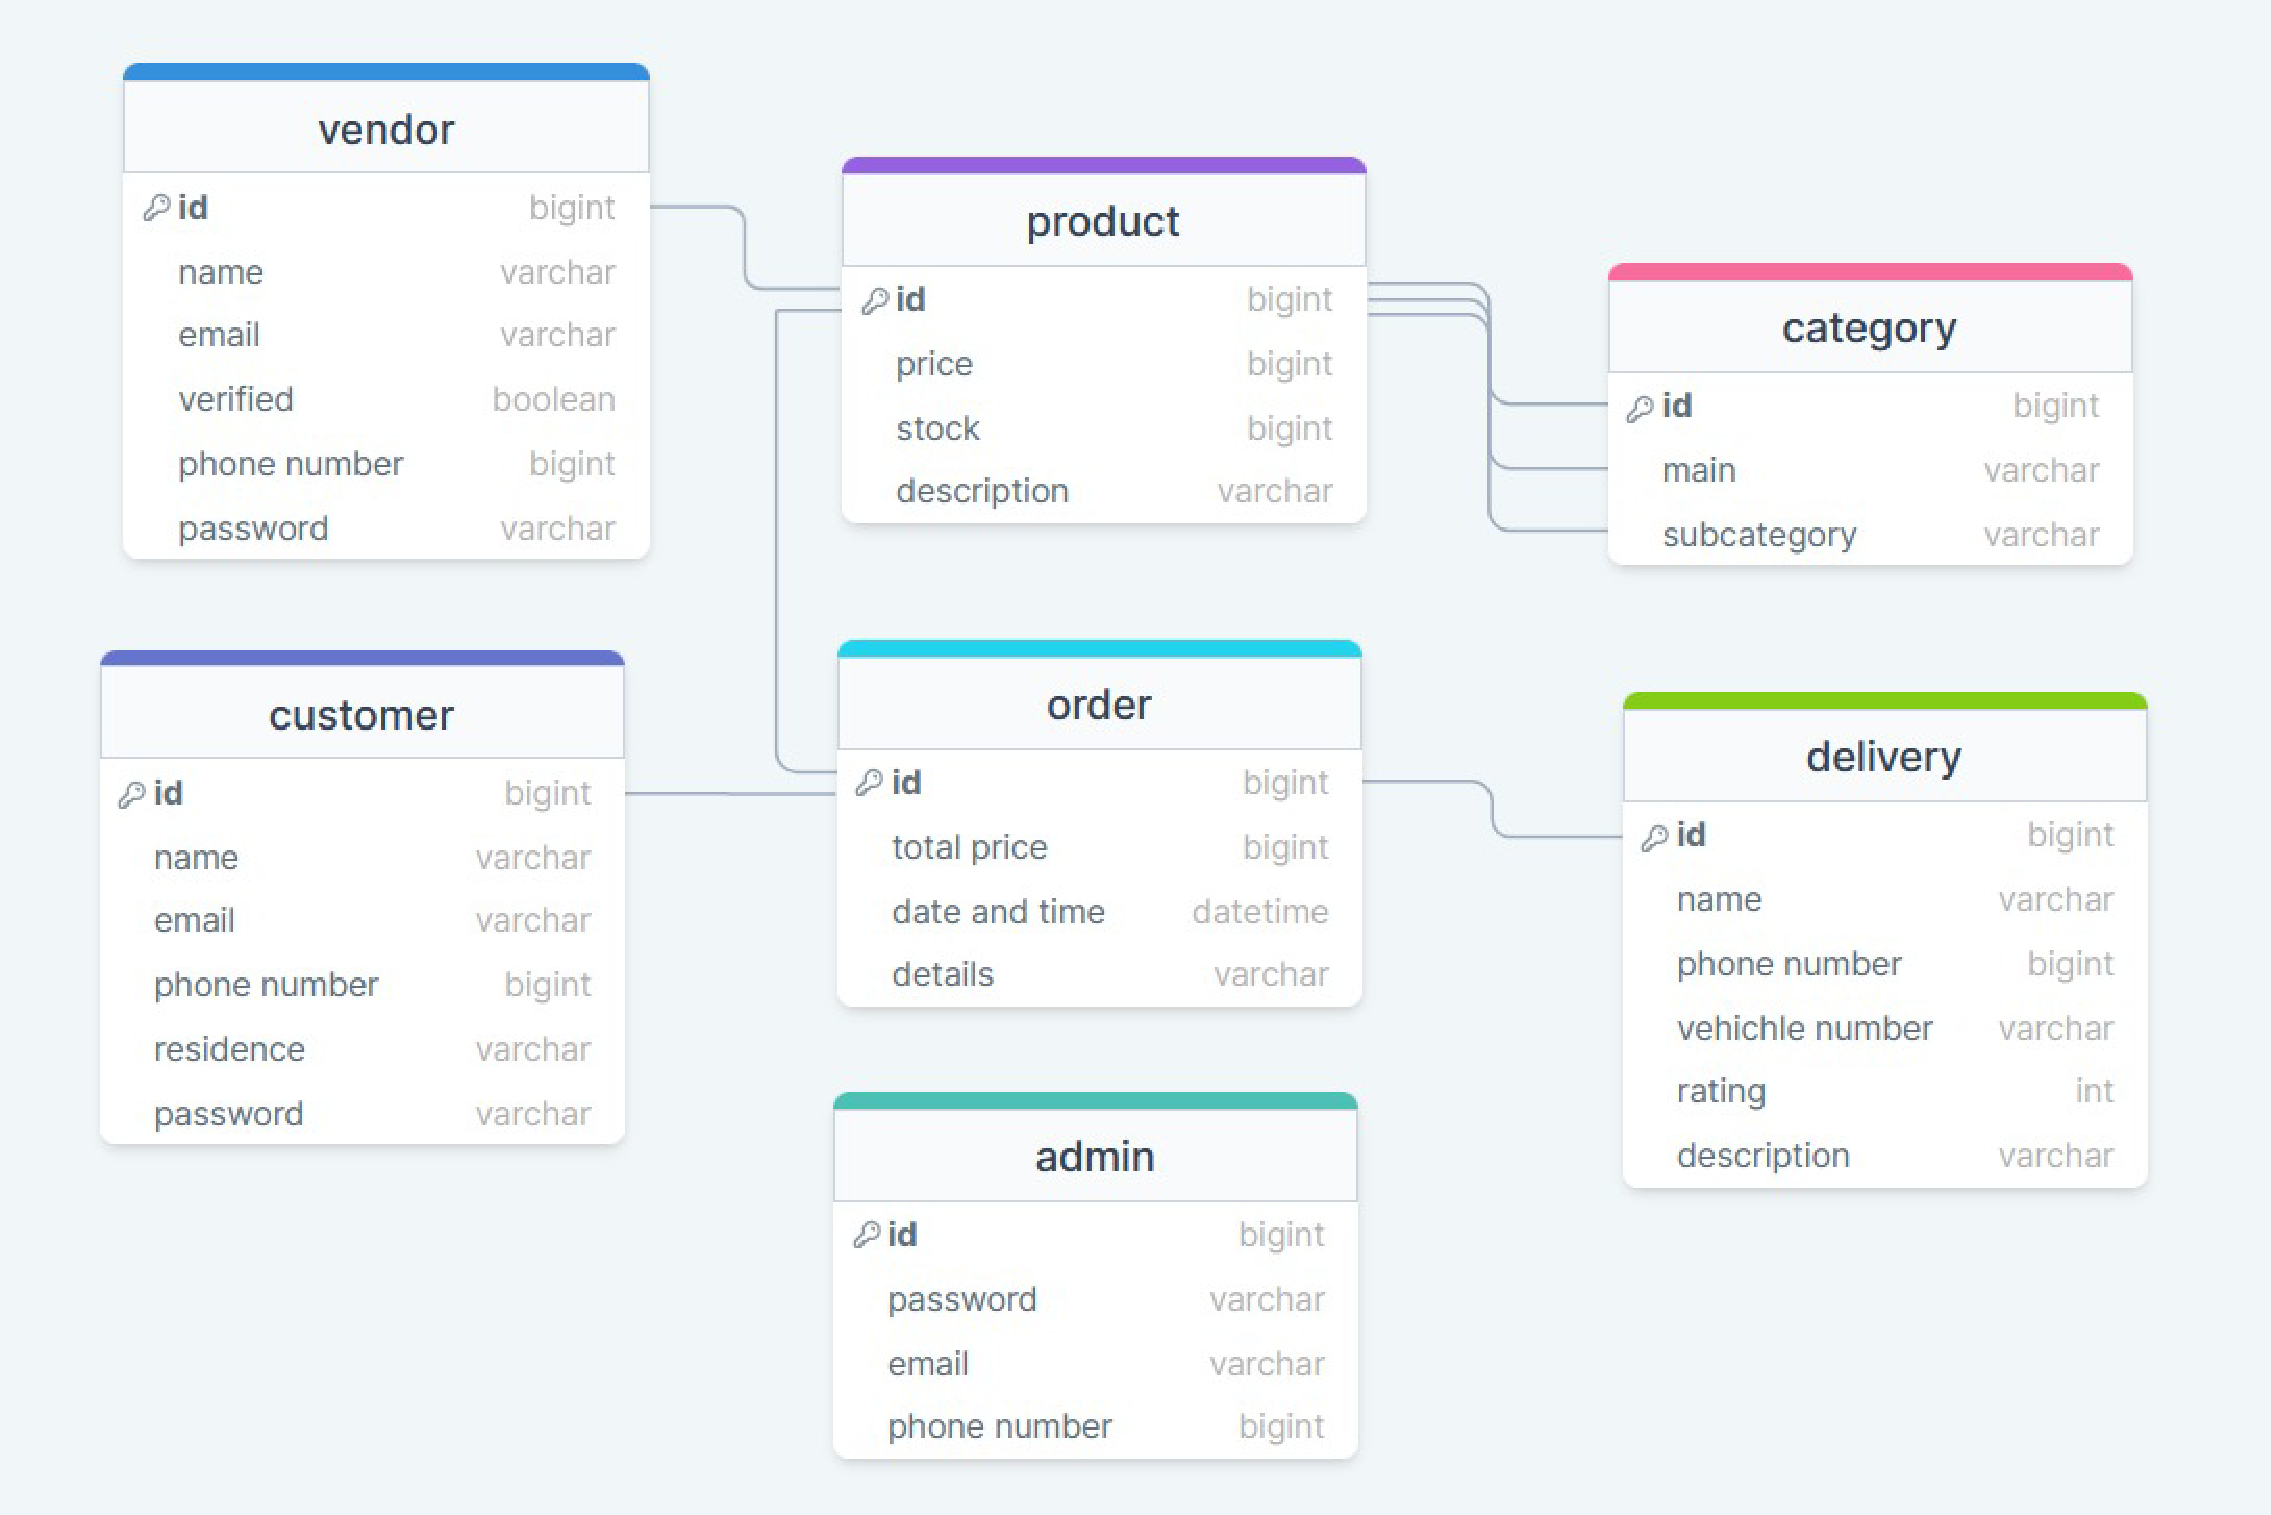 vendor
id bigint
name varchar
email varchar
verified boolean
phone number bigint
password varchar
product
id bigint
price bigint
stock bigint
description varchar
category
id bigint
main varchar
subcategory varchar
customer
id bigint
name varchar
email varchar
phone number bigint
residence varchar
password varchar
order
id bigint
total price bigint
date and time datetime
details varchar
delivery
id bigint
name varchar
phone number bigint
vehichle number varchar
rating int
description varchar
admin
id bigint
password varchar
email varchar
phone number bigint